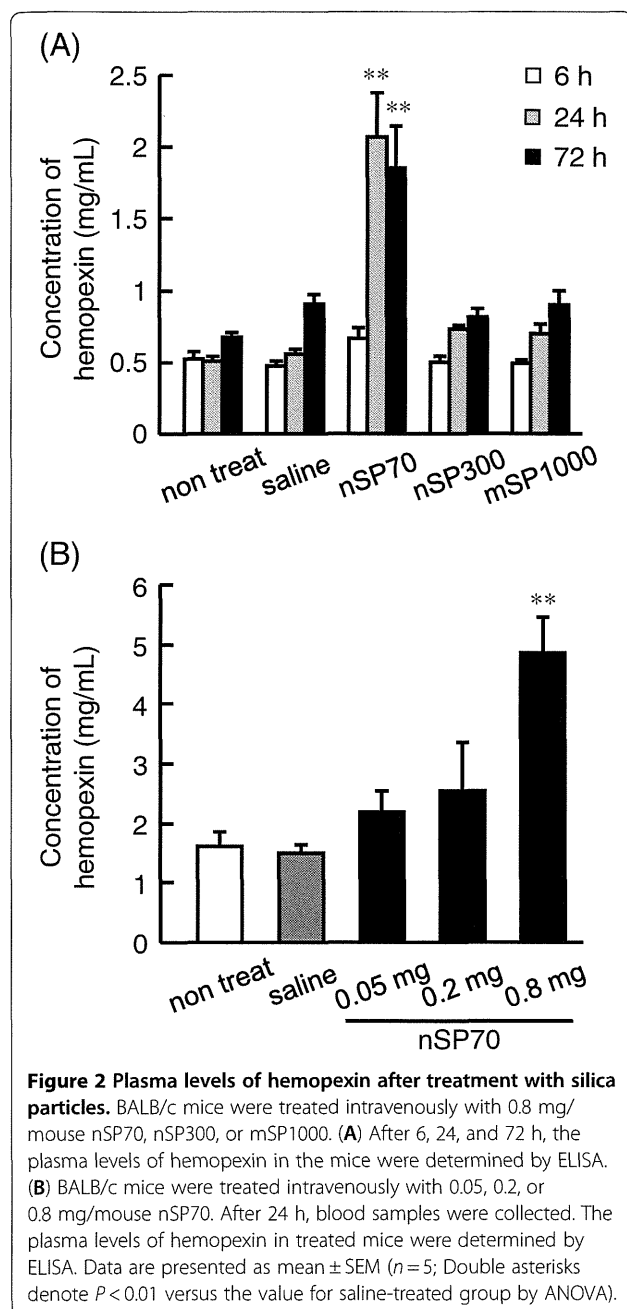 (A)
2.5
2
1.5
1
0.5
0
Concentration of
hemopexin (mg/mL)
** **
6 h
24 h
72 h
non treat saline nSP70 nSP300 mSP1000
(B)
6
5
4
3
2
1
0
Concentration of
hemopexin (mg/mL)
**
non treat saline 0.05 mg 0.2 mg 0.8 mg
nSP70
Figure 2 Plasma levels of hemopexin after treatment with silica
particles. BALB/c mice were treated intravenously with 0.8 mg/
mouse nSP70, nSP300, or mSP1000. (A) After 6, 24, and 72 h, the
plasma levels of hemopexin in the mice were determined by ELISA.
(B) BALB/c mice were treated intravenously with 0.05, 0.2, or
0.8 mg/mouse nSP70. After 24 h, blood samples were collected. The
plasma levels of hemopexin in treated mice were determined by
ELISA. Data are presented as mean ± SEM (n = 5; Double asterisks
denote P < 0.01 versus the value for saline-treated group by ANOVA).